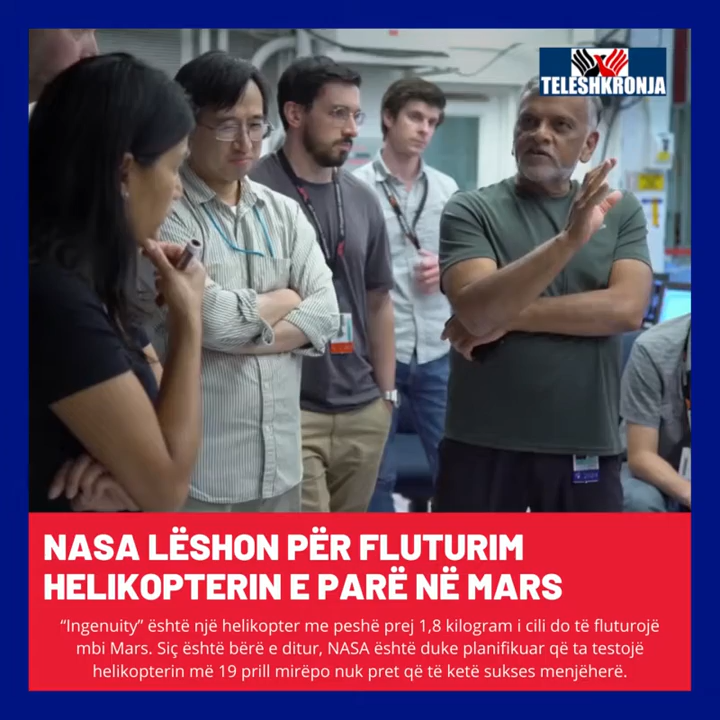 TELESHKRONJA
NASA LËSHON PËR FLUTURIM
HELIKOPTERIN E PARË NË MARS
“Ingenuity” është një helikopter me peshë prej 1,8 kilogram i cili do të fluturojë
mbi Mars. Siç është bërë e ditur, NASA është duke planifikuar që ta testojë
helikopterin më 19 prill mirëpo nuk pret që të ketë sukses menjëherë.